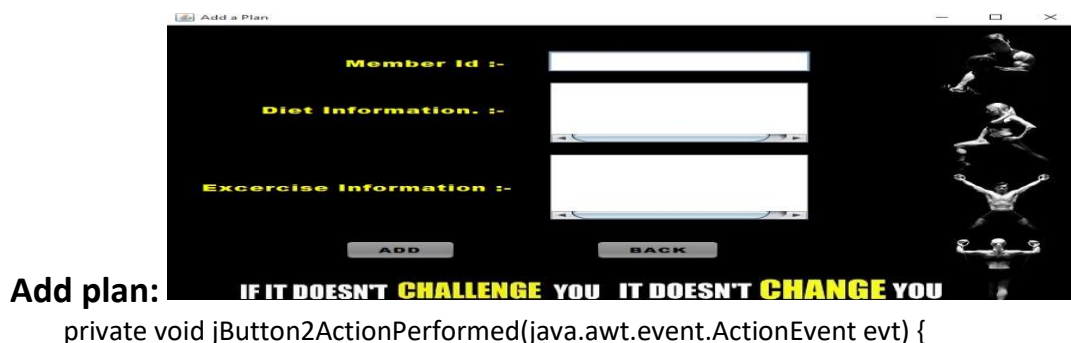 Add a Plan
Member Id :-
Diet Information. :-
Excercise Information :-
ADD BACK
IF IT DOESN'T CHALLENGE YOU IT DOESN'T CHANGE YOU
Add plan:
private void jButton2ActionPerformed(java.awt.event.ActionEvent evt) {